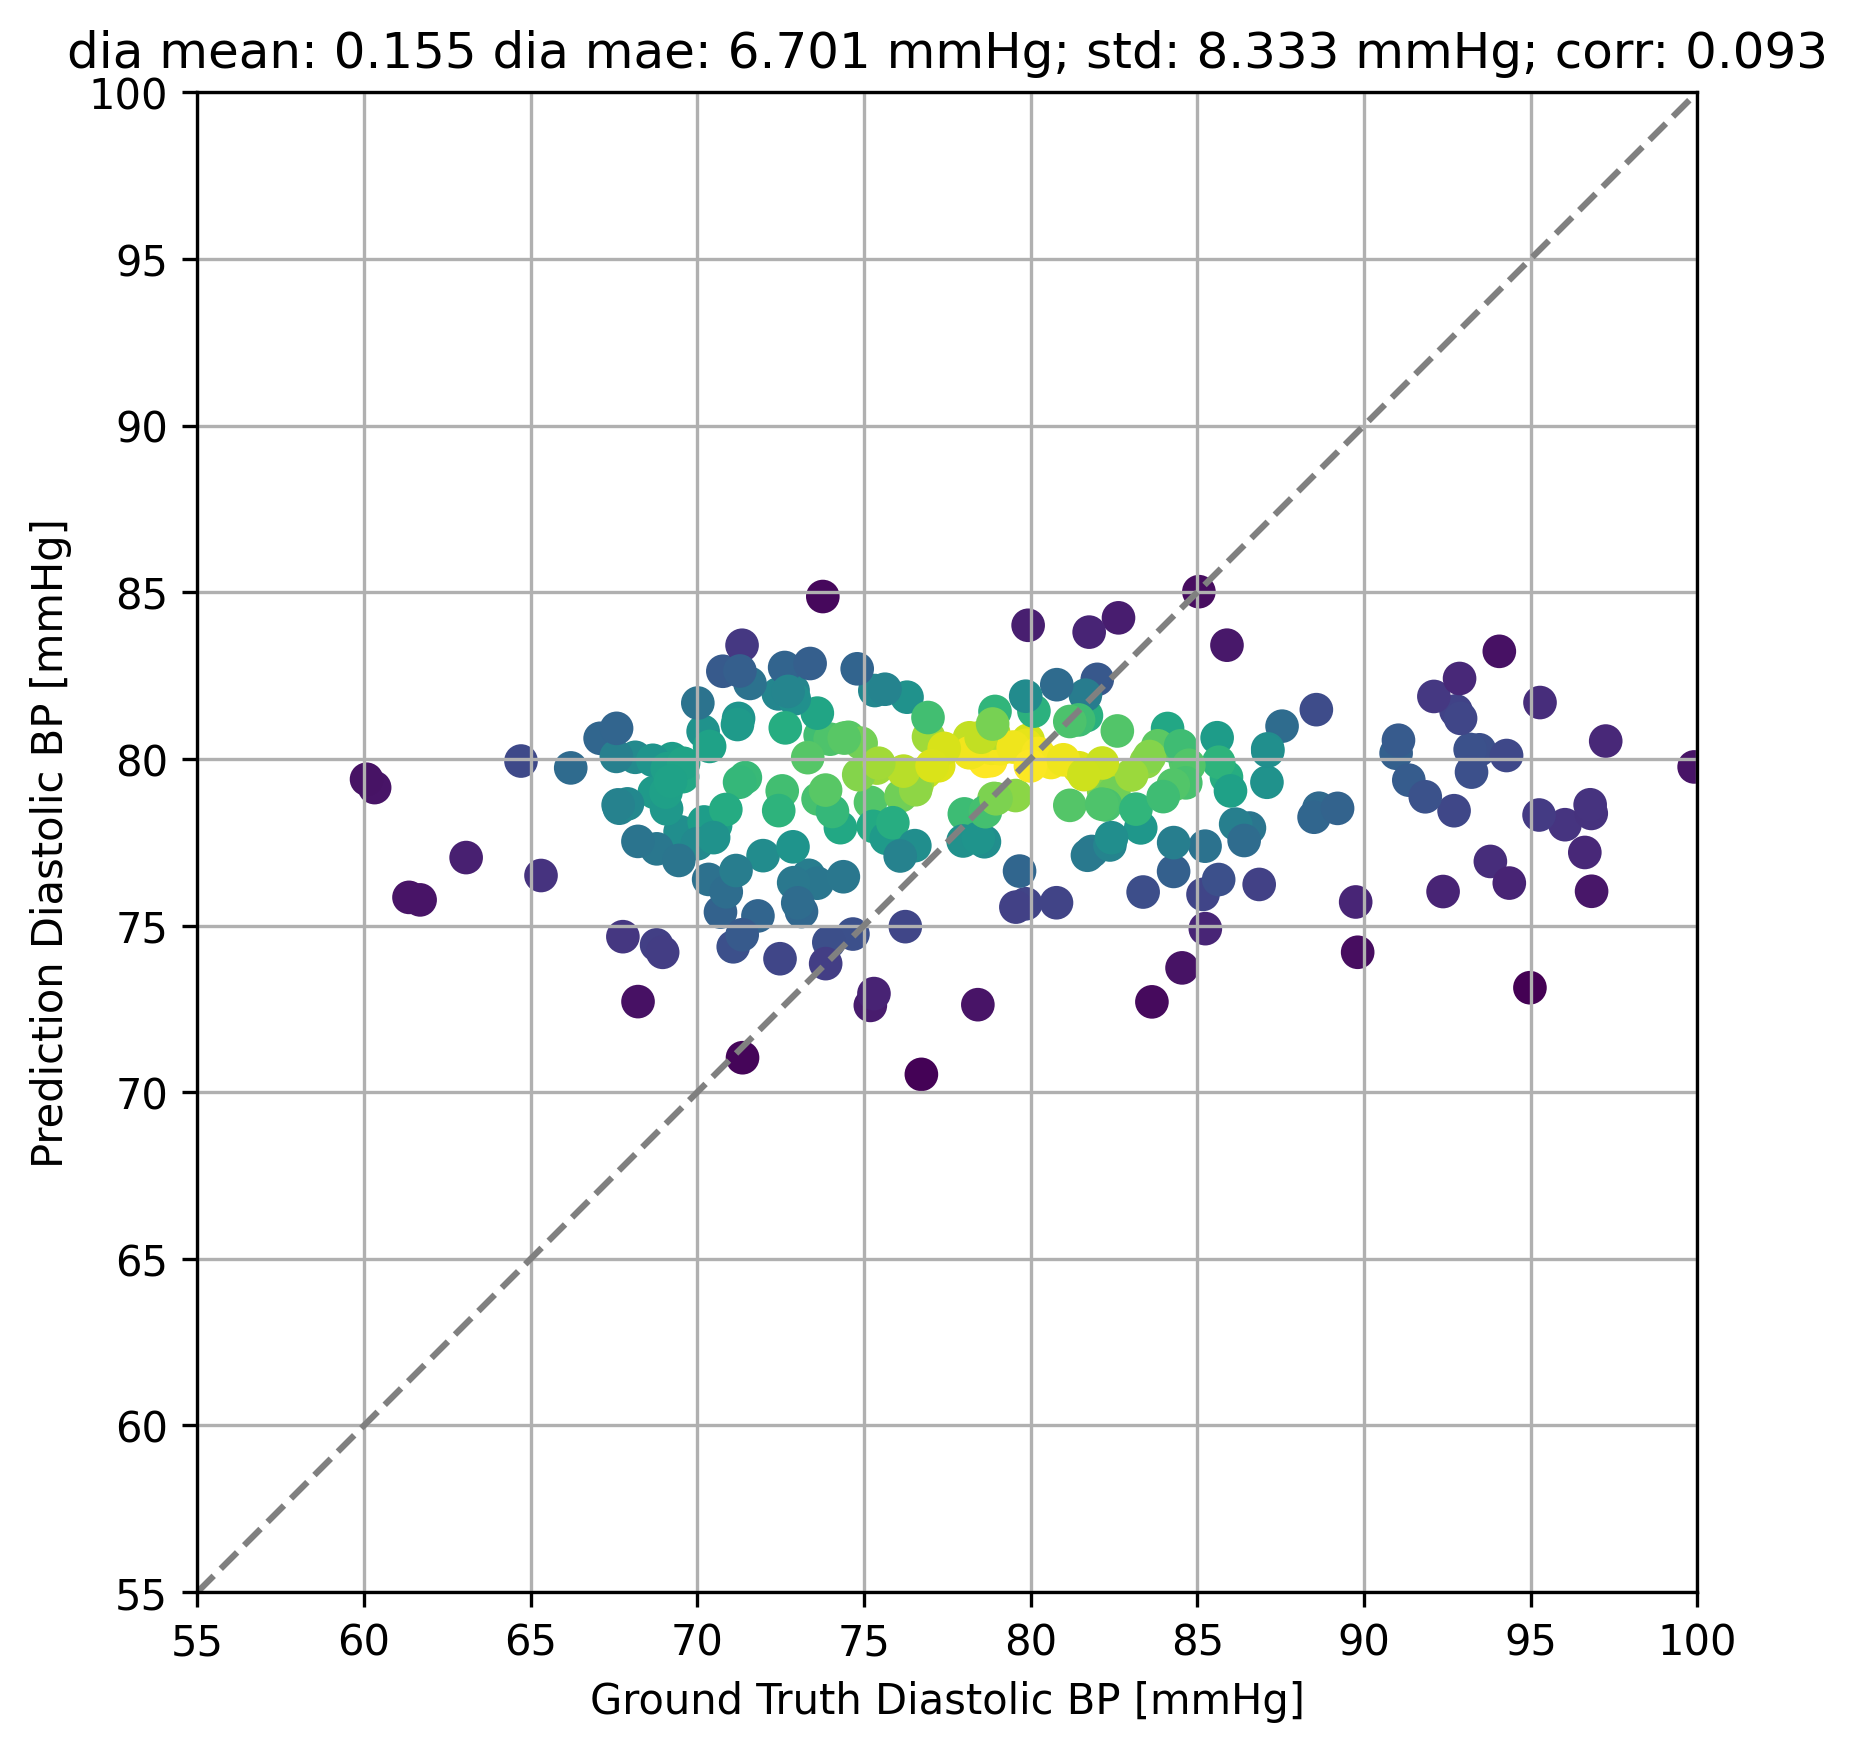 dia mean: 0.155 dia mae: 6.701 mmHg; std: 8.333 mmHg; corr: 0.093
100
95
90
85
80
75
70
65
60
55
Prediction Diastolic BP [mmHg]
55 60 65 70 75 80 85 90 95 100
Ground Truth Diastolic BP [mmHg]